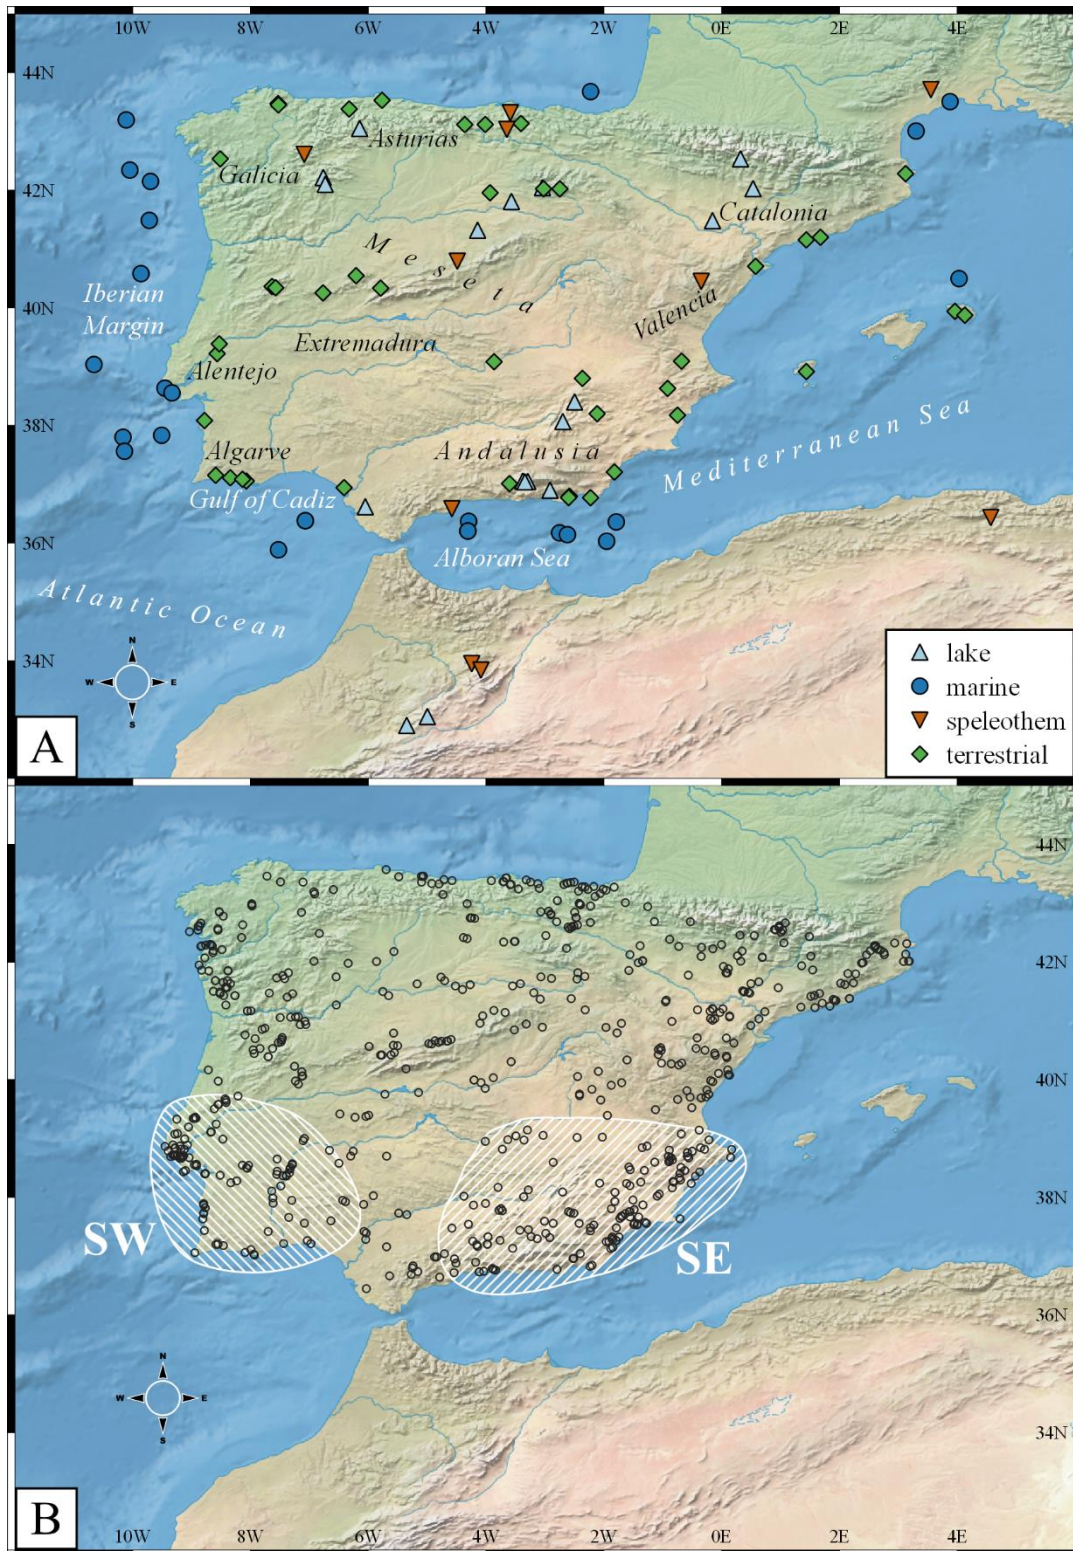 10W 8W 6W 4W 2W 0E 2E 4E
44N
Asturias
Galicia
42N
Catalonia
Meseta
40N
Iberian
Margin
Valencia
Extremadura
Alentejo
38N
Mediterranean Sea
Andalusia
Algarve
Gulf of Cadiz
36N
Alboran Sea
Atlantic Ocean
34N
N
W E
S
lake
marine
speleothem
terrestrial
A
44N
42N
40N
38N
SW
SE
36N
N
W E
S
34N
B
10W 8W 6W 4W 2W 0E 2E 4E